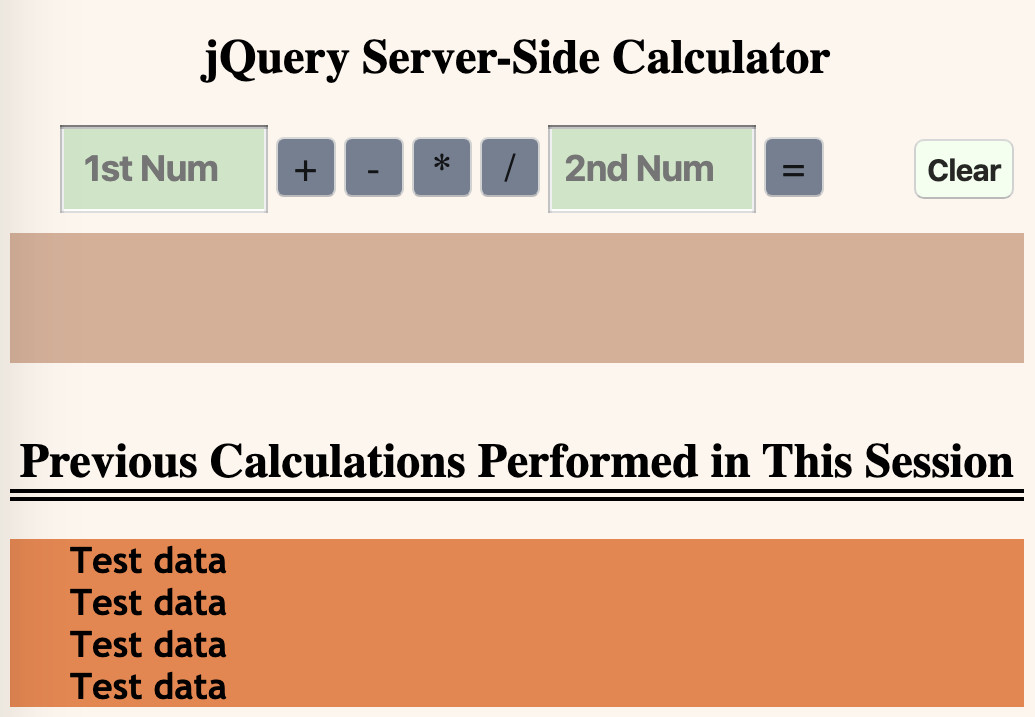 jQuery Server-Side Calculator
1st Num + - * / 2nd Num = Clear
Previous Calculations Performed in This Session
Test data
Test data
Test data
Test data